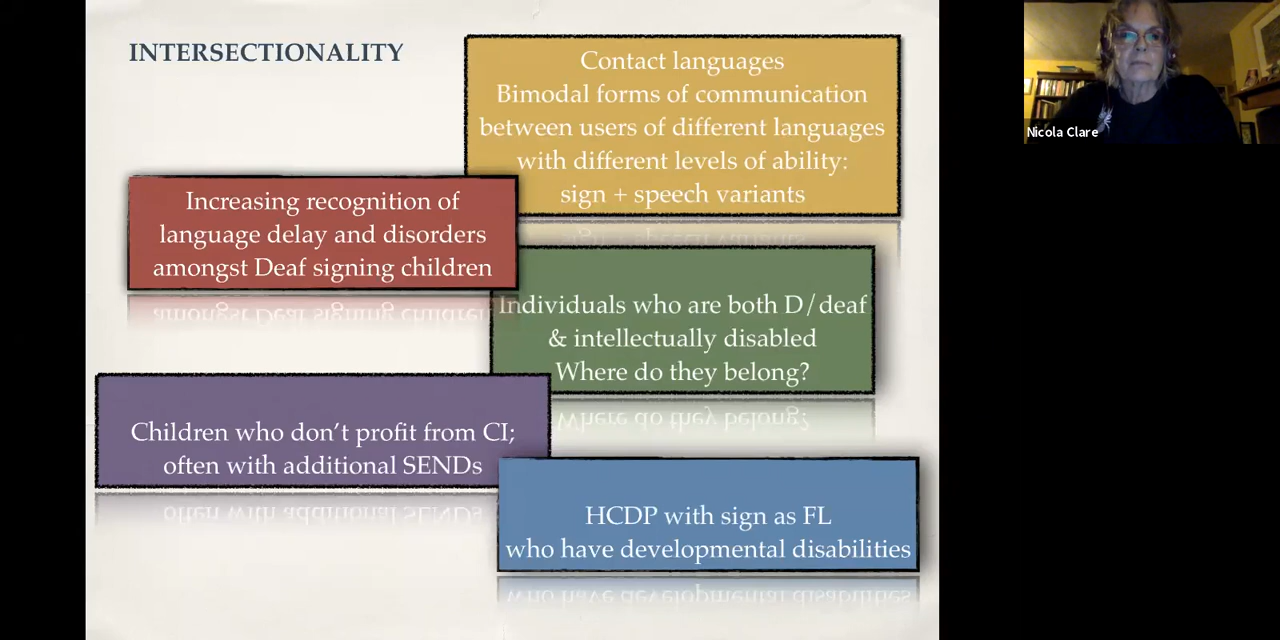 INTERSECTIONALITY
Contact languages
Bimodal forms of communication
between users of different languages
with different levels of ability:
sign + speech variants
Increasing recognition of
language delay and disorders
amongst Deaf signing children
Individuals who are both D/deaf
& intellectually disabled
Where do they belong?
Children who don’t profit from CI;
often with additional SENDs
HCDP with sign as FL
who have developmental disabilities
Nicola Clare